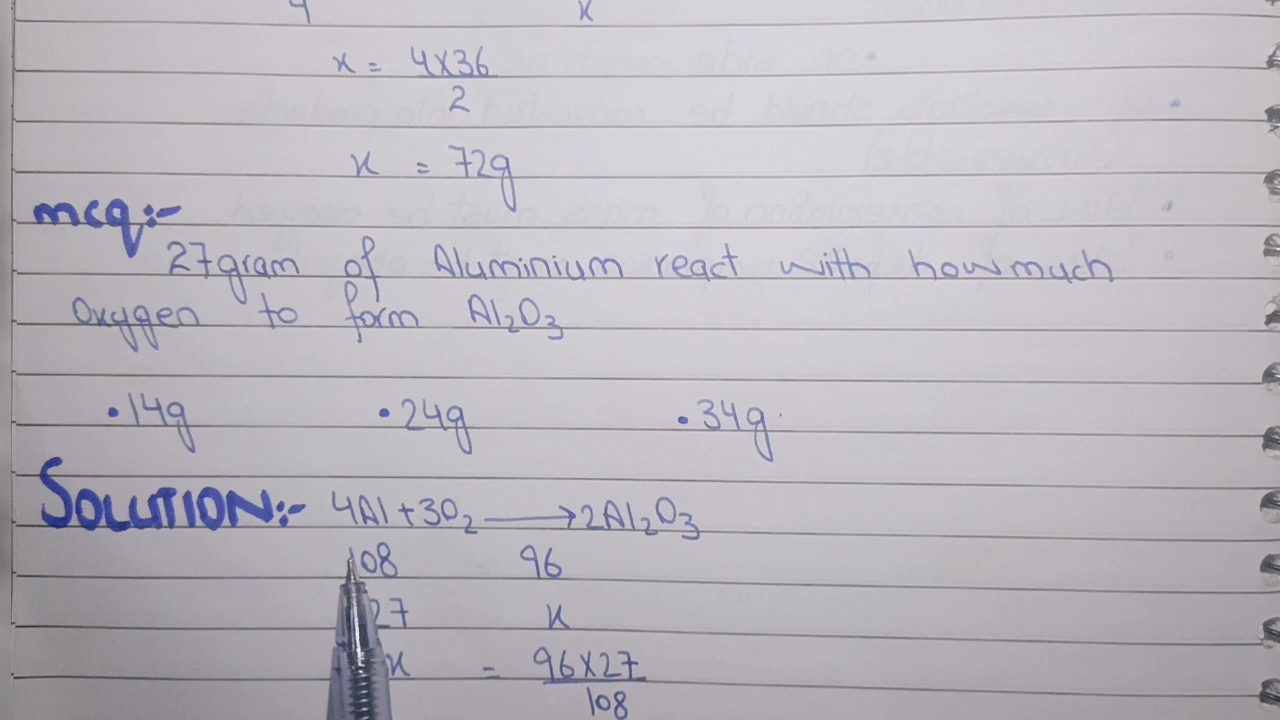 x = 4x36
2
x = 72g
mcq:-
27gram of Aluminium react with howmuch
Oxygen to form Al₂O₃
•14g •24g •34g
SOLUTION:- 4Al+3O₂ → 2Al₂O₃
108 96
27 x
x = 96x27
108